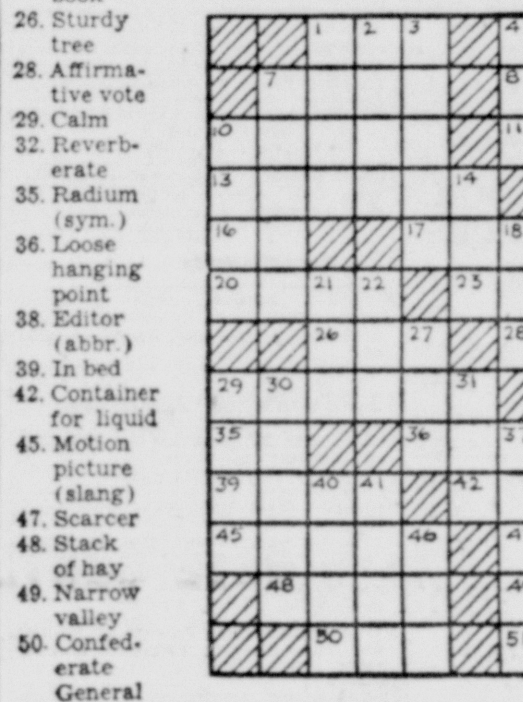 26. Sturdy
tree
28. Affirma-
tive vote
29. Calm
32. Reverb-
erate
35. Radium
(sym.)
36. Loose
hanging
point
38. Editor
(abbr.)
39. In bed
42. Container
for liquid
45. Motion
picture
(slang)
47. Scarcer
48. Stack
of hay
49. Narrow
valley
50. Confed-
erate
General
1 2 3 4
7 8
10 11
13 14
16 17 18
20 21 22 23
26 27 28
29 30 31
35 36 37
39 40 41 42
45 46
48
50